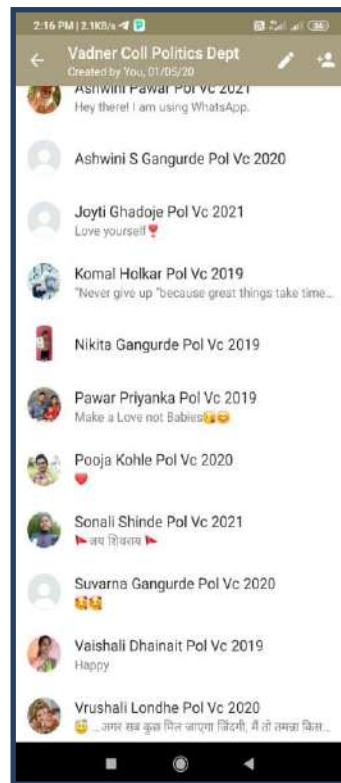 2:16 PM | 2.1KB/s
36
Vadner Coll Politics Dept
Created by You, 01/05/20
Ashwini Pawar Pol Vc 2021
Hey there! I am using WhatsApp.
Ashwini S Gangurde Pol Vc 2020
Joyti Ghadoje Pol Vc 2021
Love yourself❣️
Komal Holkar Pol Vc 2019
"Never give up "because great things take time...
Nikita Gangurde Pol Vc 2019
Pawar Priyanka Pol Vc 2019
Make a Love not Babies😘😊
Pooja Kohle Pol Vc 2020
❤️
Sonali Shinde Pol Vc 2021
🚩जय शिवराय 🚩
Suvarna Gangurde Pol Vc 2020
🥰🥰
Vaishali Dhainait Pol Vc 2019
Happy
Vrushali Londhe Pol Vc 2020
😇 ... अगर सब कुछ मिल जाएगा जिंदगी, मैं तो तमन्ना किस...